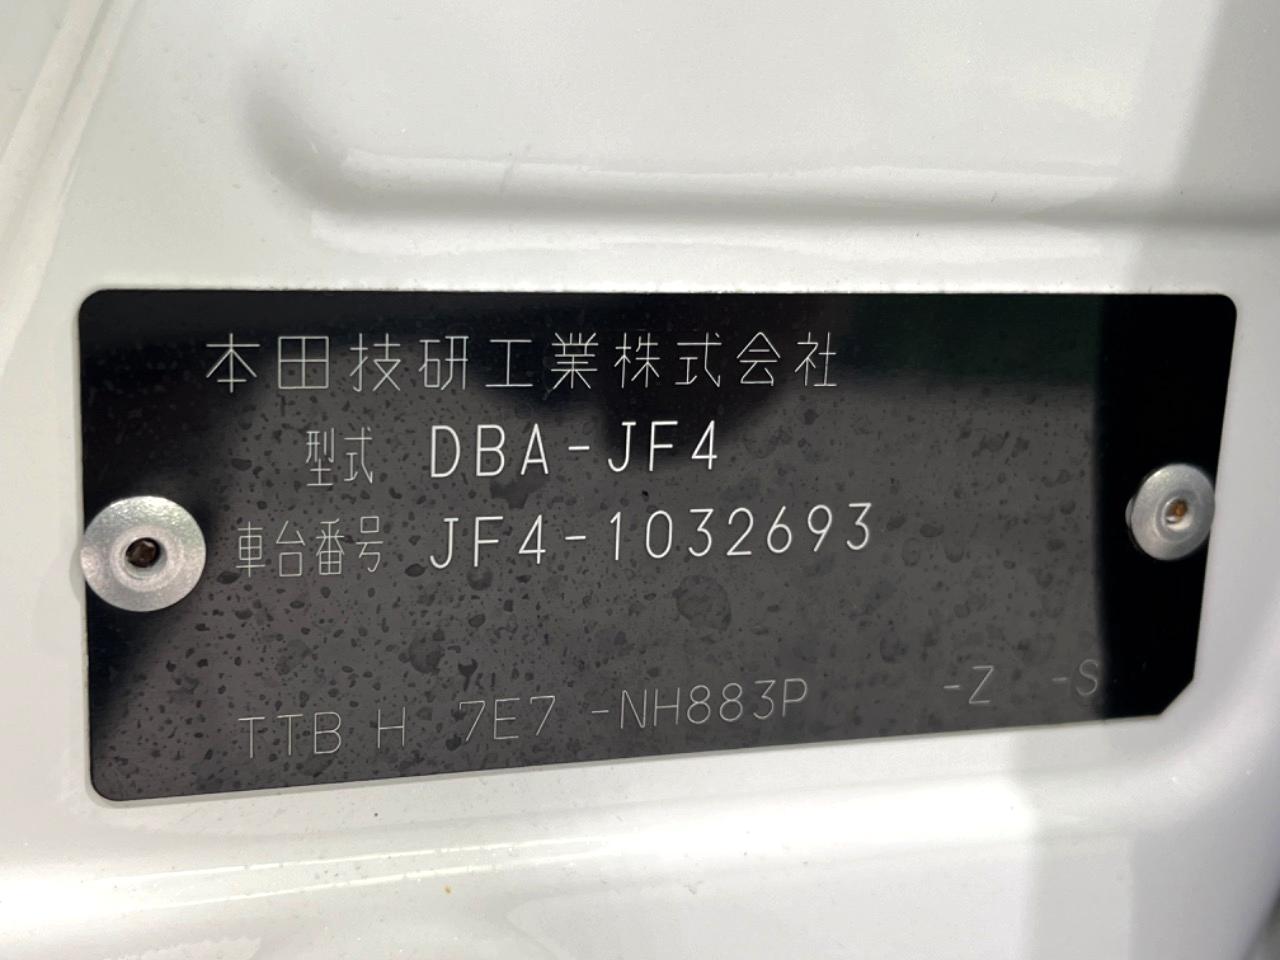 本田技研工業株式会社
型式 DBA-JF4
車台番号 JF4-1032693
TTB H 7E7 -NH883P -Z -S